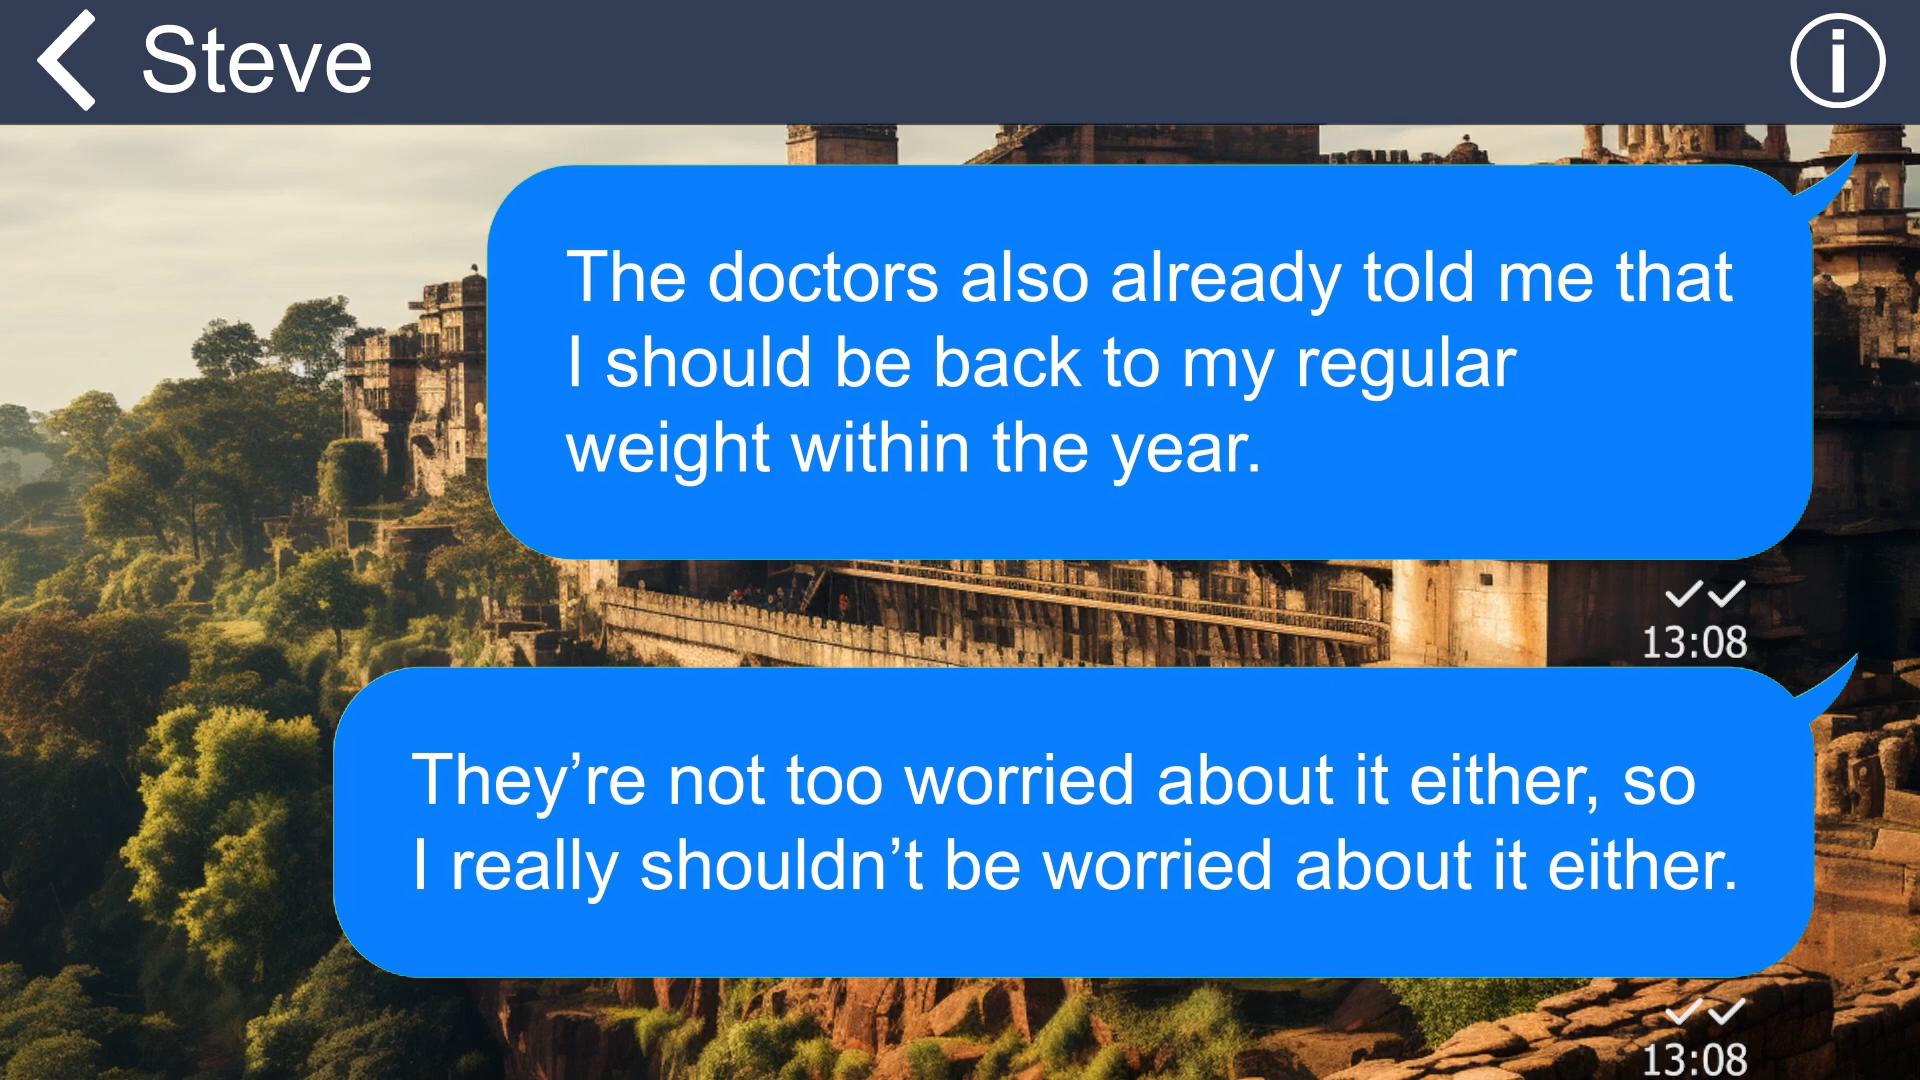 Steve
The doctors also already told me that
I should be back to my regular
weight within the year.
13:08
They’re not too worried about it either, so
I really shouldn’t be worried about it either.
13:08